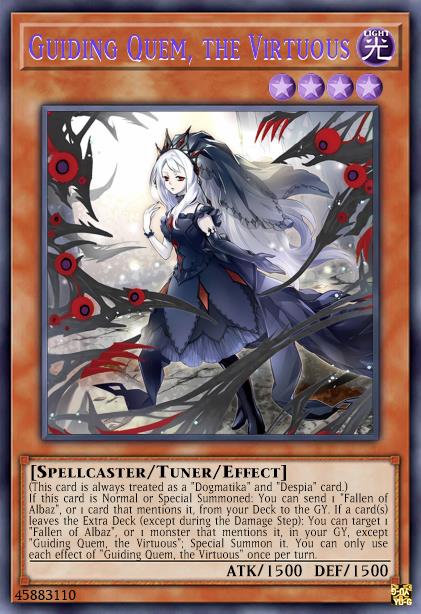 Guiding Quem, the Virtuous
LIGHT
光
[Spellcaster/Tuner/Effect]
(This card is always treated as a "Dogmatika" and "Despia" card.)
If this card is Normal or Special Summoned: You can send 1 "Fallen of
Albaz", or 1 card that mentions it, from your Deck to the GY. If a card(s)
leaves the Extra Deck (except during the Damage Step): You can target 1
"Fallen of Albaz", or 1 monster that mentions it, in your GY, except
"Guiding Quem, the Virtuous"; Special Summon it. You can only use
each effect of "Guiding Quem, the Virtuous" once per turn.
ATK/1500 DEF/1500
45883110